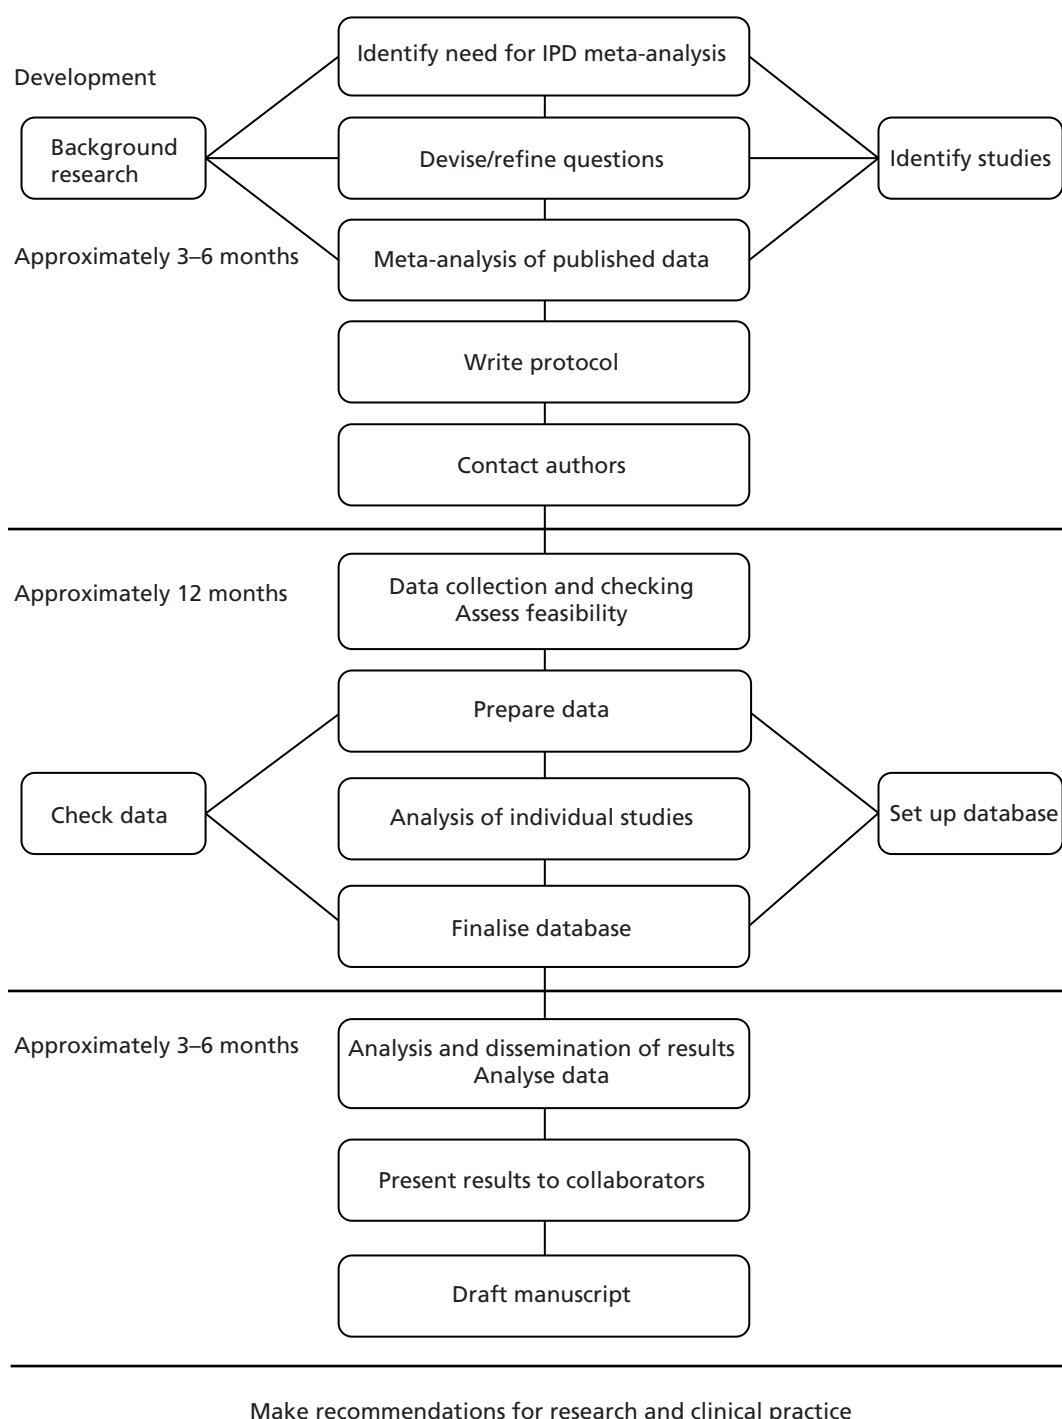 Identify need for IPD meta-analysis
Development
Background
research
Devise/refine questions
Identify studies
Approximately 3–6 months
Meta-analysis of published data
Write protocol
Contact authors
Approximately 12 months
Data collection and checking
Assess feasibility
Prepare data
Check data
Analysis of individual studies
Set up database
Finalise database
Approximately 3–6 months
Analysis and dissemination of results
Analyse data
Present results to collaborators
Draft manuscript
Make recommendations for research and clinical practice